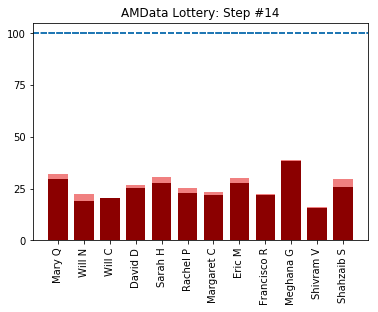 AMData Lottery: Step #14
100
75
50
25
0
Mary Q
Will N
Will C
David D
Sarah H
Rachel P
Margaret C
Eric M
Francisco R
Meghana G
Shivram V
Shahzaib S